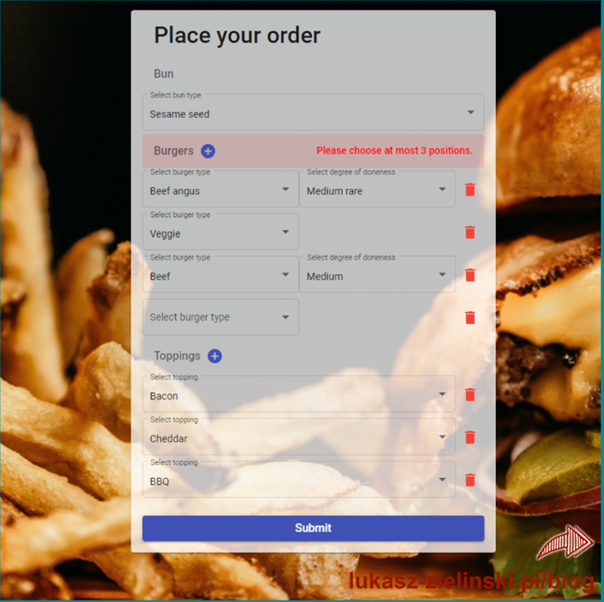 Place your order
Bun
Select bun type
Sesame seed
Burgers
Please choose at most 3 positions.
Select burger type Select degree of doneness
Beef angus Medium rare
Select burger type
Veggie
Select burger type Select degree of doneness
Beef Medium
Select burger type
Toppings
Select topping
Bacon
Select topping
Cheddar
Select topping
BBQ
Submit
lukasz-zielinski.pl/blog